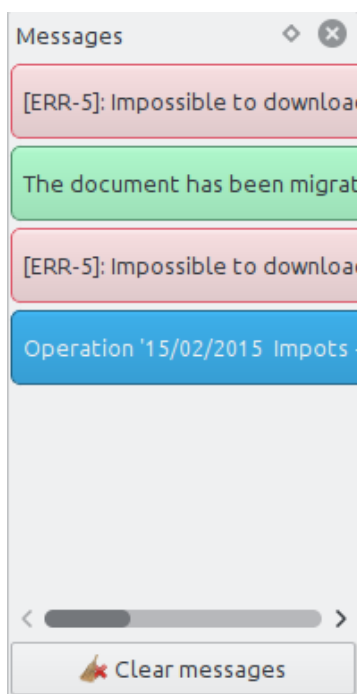 Messages
[ERR-5]: Impossible to downloa
The document has been migrat
[ERR-5]: Impossible to downloa
Operation '15/02/2015 Impots
Clear messages